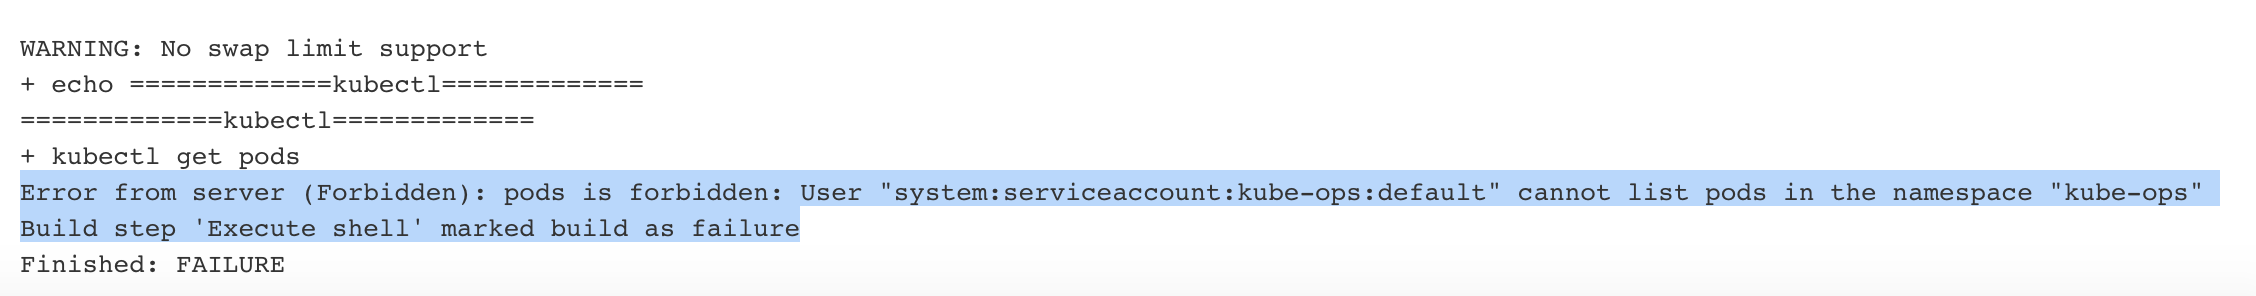 WARNING: No swap limit support
+ echo =============kubectl=============
=============kubectl=============
+ kubectl get pods
Error from server (Forbidden): pods is forbidden: User "system:serviceaccount:kube-ops:default" cannot list pods in the namespace "kube-ops"
Build step 'Execute shell' marked build as failure
Finished: FAILURE